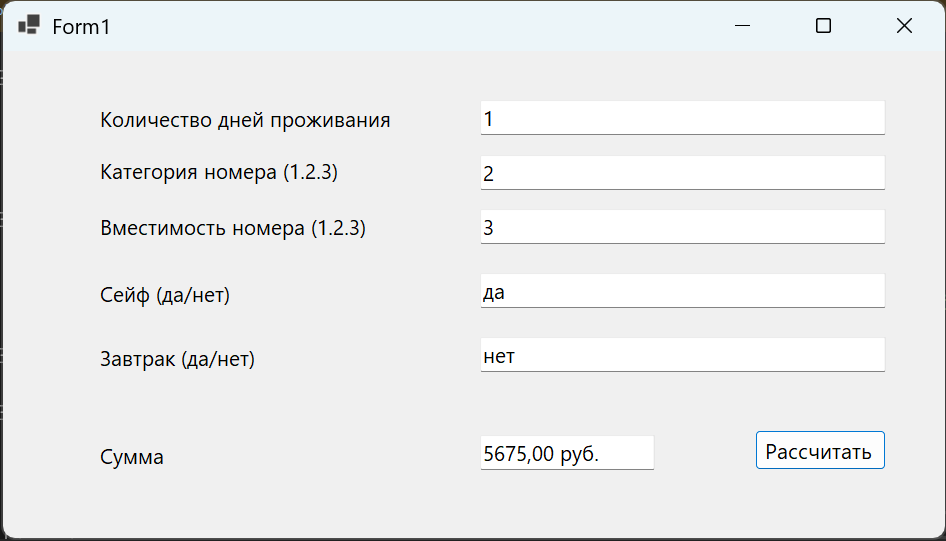 Form1
Количество дней проживания 1
Категория номера (1.2.3) 2
Вместимость номера (1.2.3) 3
Сейф (да/нет) да
Завтрак (да/нет) нет
Сумма 5675,00 руб. Рассчитать